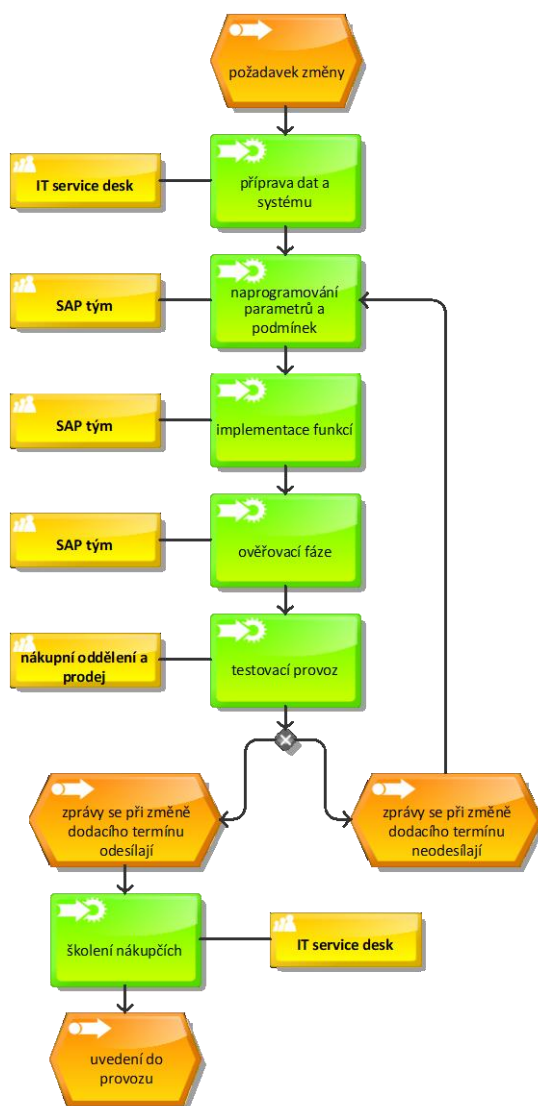 požadavek změny
IT service desk
příprava dat a
systému
SAP tým
naprogramování
parametrů a
podmínek
SAP tým
implementace funkcí
SAP tým
ověřovací fáze
nákupní oddělení a
prodej
testovací provoz
zprávy se při změně
dodacího termínu
odesílají
zprávy se při změně
dodacího termínu
neodesílají
školení nákupčích
IT service desk
uvedení do
provozu